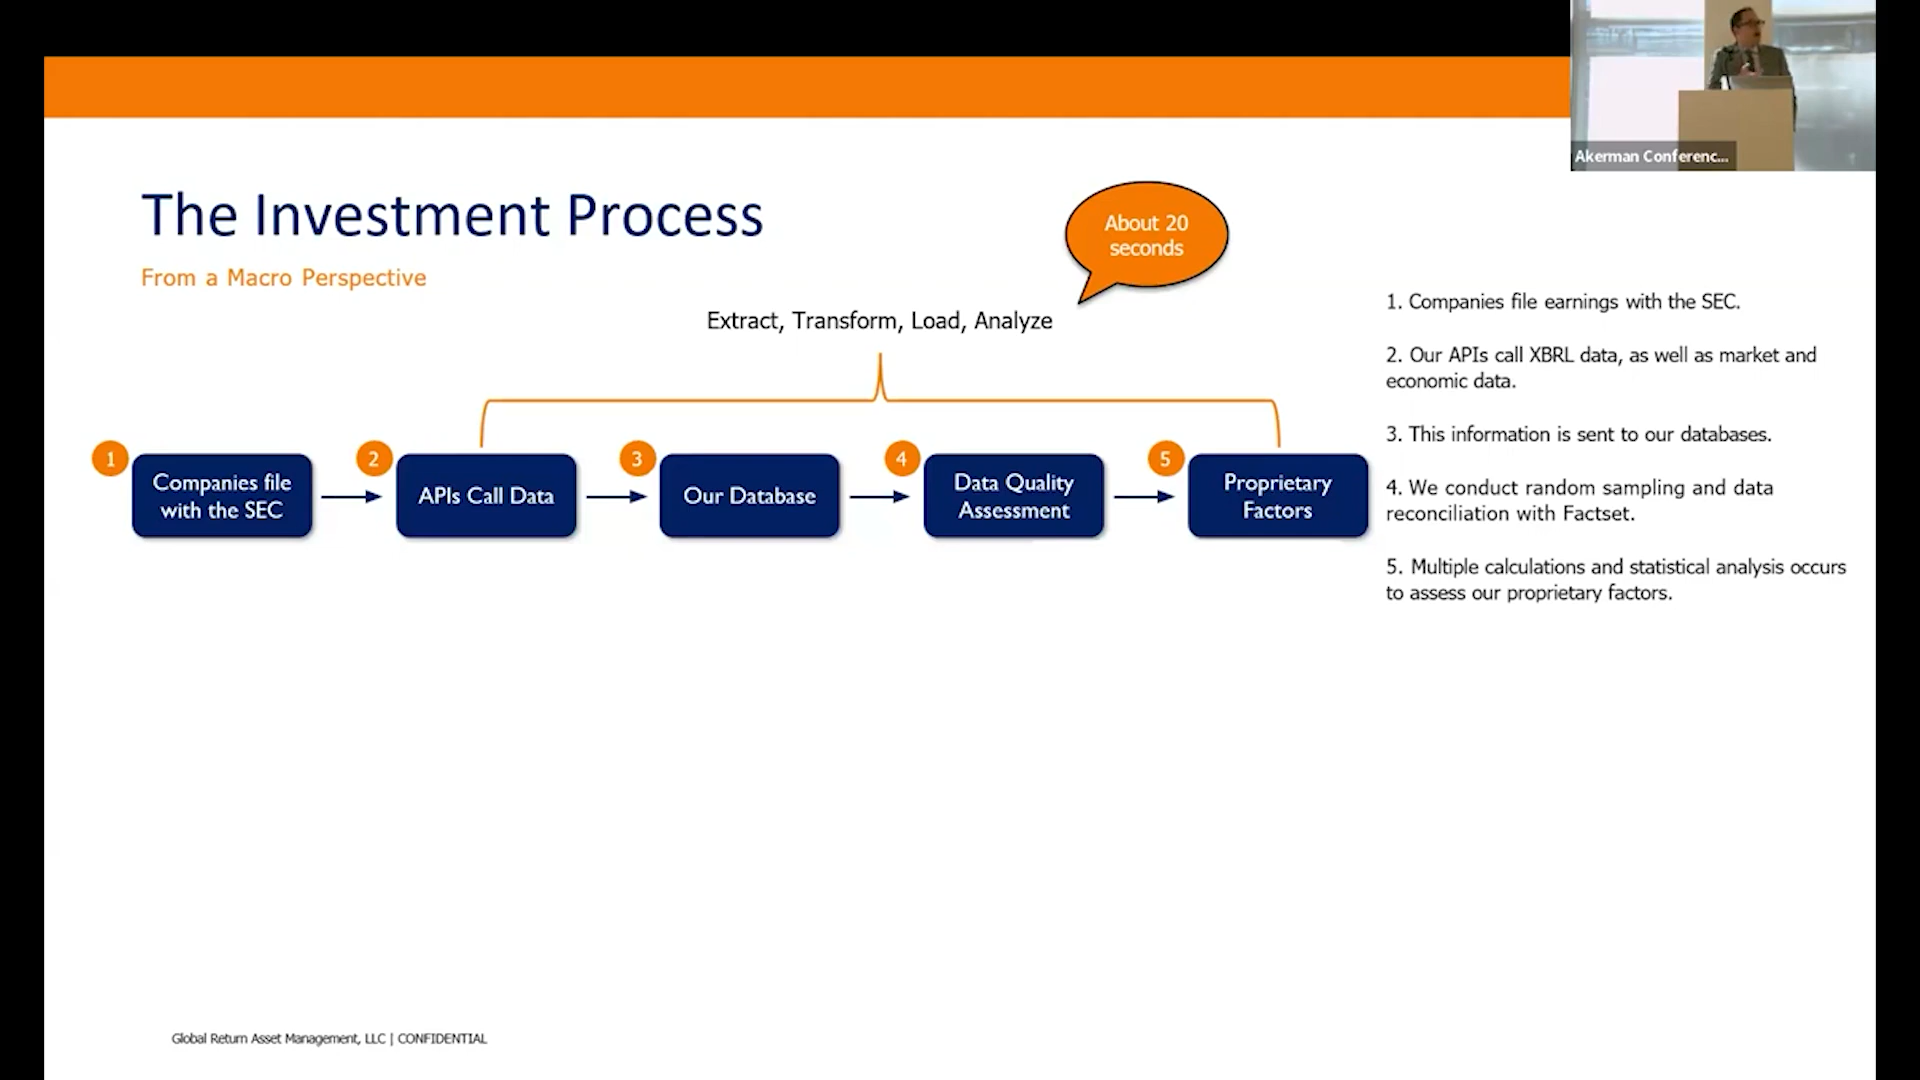 Akerman Conferenc...
The Investment Process
From a Macro Perspective
About 20
seconds
Extract, Transform, Load, Analyze
1
Companies file
with the SEC
2
APIs Call Data
3
Our Database
4
Data Quality
Assessment
5
Proprietary
Factors
1. Companies file earnings with the SEC.
2. Our APIs call XBRL data, as well as market and
economic data.
3. This information is sent to our databases.
4. We conduct random sampling and data
reconciliation with Factset.
5. Multiple calculations and statistical analysis occurs
to assess our proprietary factors.
Global Return Asset Management, LLC | CONFIDENTIAL